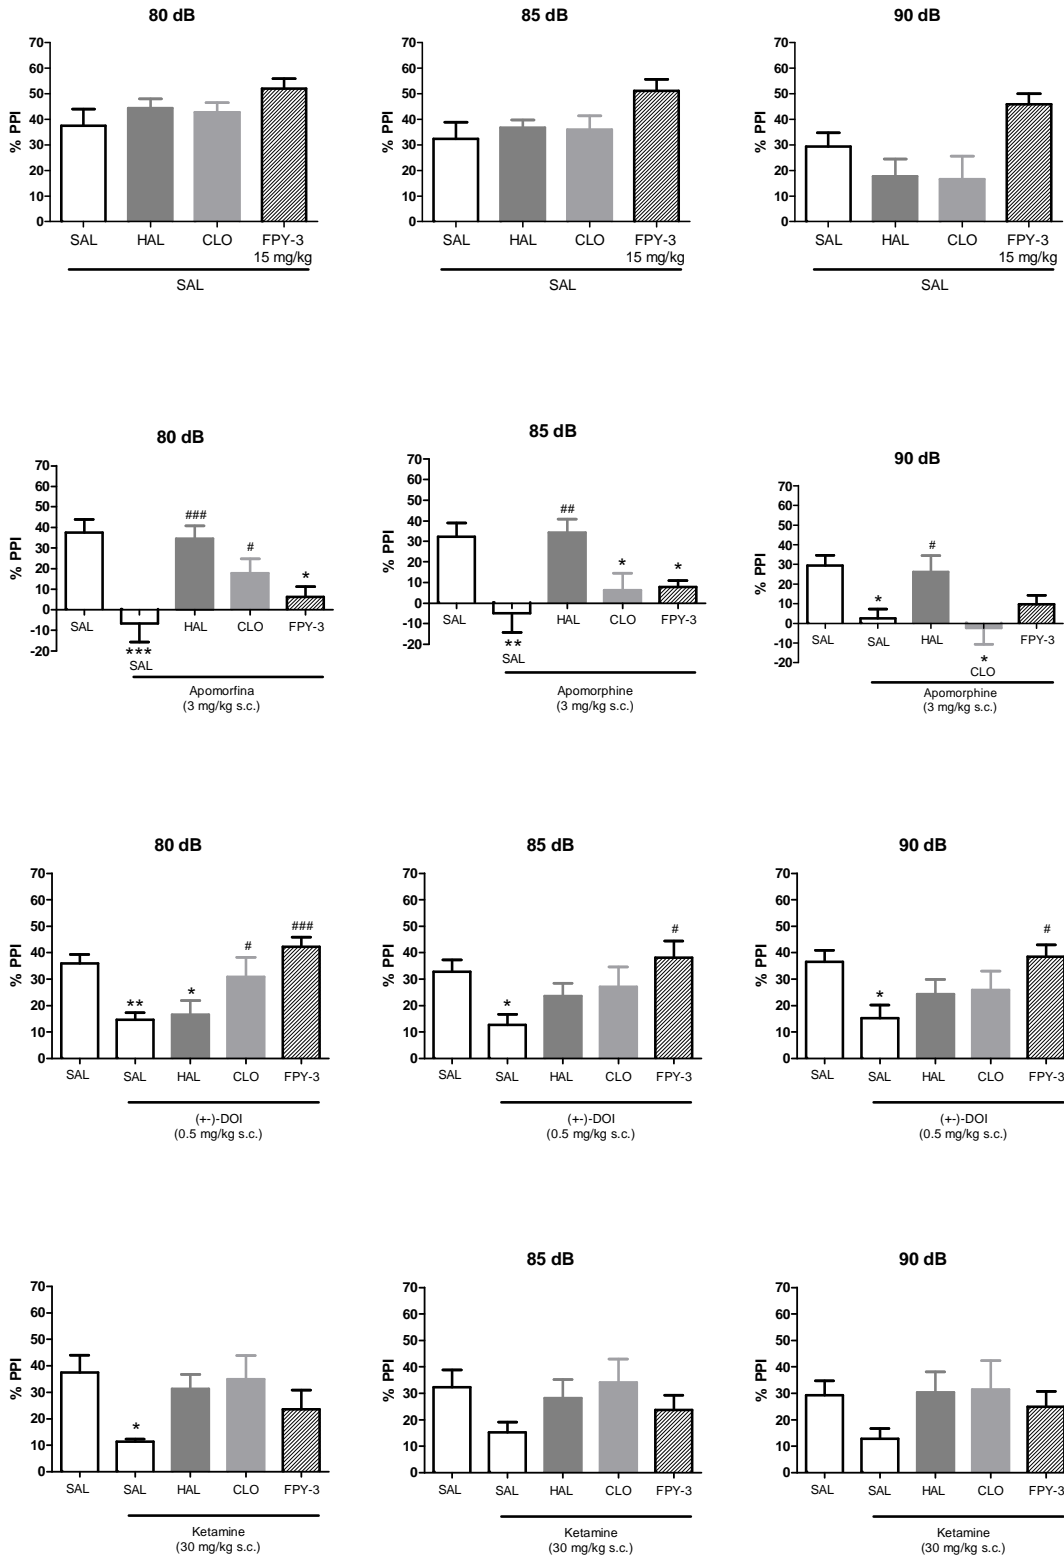 80 dB
85 dB
90 dB
% PPI
70
60
50
40
30
20
10
0
SAL
HAL
CLO
FPY-3
15 mg/kg
SAL
% PPI
70
60
50
40
30
20
10
0
SAL
HAL
CLO
FPY-3
15 mg/kg
SAL
% PPI
70
60
50
40
30
20
10
0
SAL
HAL
CLO
FPY-3
15 mg/kg
SAL
80 dB
% PPI
70
60
50
40
30
20
10
0
-10
-20
SAL
***
SAL
###
HAL
#
CLO
*
FPY-3
Apomorfina
(3 mg/kg s.c.)
85 dB
% PPI
70
60
50
40
30
20
10
0
-10
-20
SAL
**
SAL
##
HAL
*
CLO
*
FPY-3
Apomorphine
(3 mg/kg s.c.)
90 dB
% PPI
70
60
50
40
30
20
10
0
-10
-20
SAL
*
SAL
#
HAL
*
CLO
FPY-3
Apomorphine
(3 mg/kg s.c.)
80 dB
% PPI
70
60
50
40
30
20
10
0
**
*
#
###
SAL
SAL
HAL
CLO
FPY-3
(+-)-DOI
(0.5 mg/kg s.c.)
85 dB
% PPI
70
60
50
40
30
20
10
0
*
#
SAL
SAL
HAL
CLO
FPY-3
(+-)-DOI
(0.5 mg/kg s.c.)
90 dB
% PPI
70
60
50
40
30
20
10
0
*
#
SAL
SAL
HAL
CLO
FPY-3
(+-)-DOI
(0.5 mg/kg s.c.)
% PPI
70
60
50
40
30
20
10
0
*
SAL
SAL
HAL
CLO
FPY-3
Ketamine
(30 mg/kg s.c.)
85 dB
% PPI
70
60
50
40
30
20
10
0
SAL
SAL
HAL
CLO
FPY-3
Ketamine
(30 mg/kg s.c.)
90 dB
% PPI
70
60
50
40
30
20
10
0
SAL
SAL
HAL
CLO
FPY-3
Ketamine
(30 mg/kg s.c.)